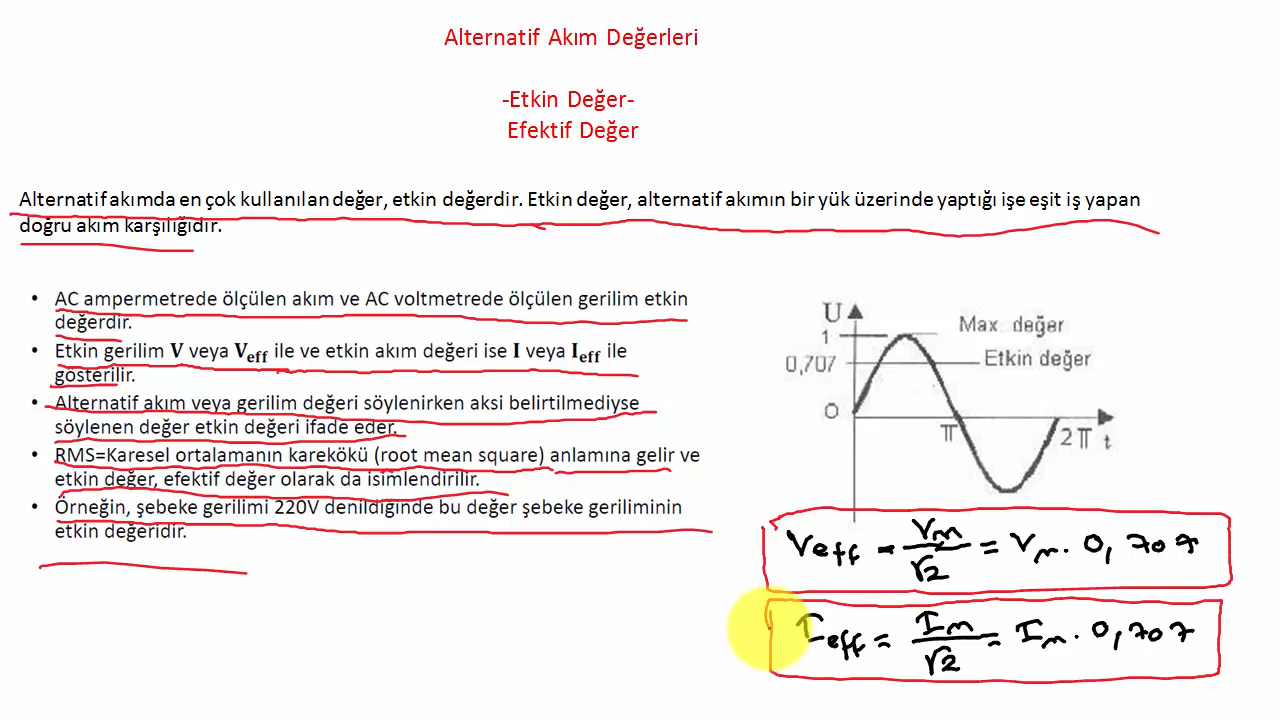 Alternatif Akım Değerleri
-Etkin Değer-
Efektif Değer
Alternatif akımda en çok kullanılan değer, etkin değerdir. Etkin değer, alternatif akımın bir yük üzerinde yaptığı işe eşit iş yapan
doğru akım karşılığıdır.
• AC ampermetrede ölçülen akım ve AC voltmetrede ölçülen gerilim etkin
değerdir.
• Etkin gerilim V veya Veff ile ve etkin akım değeri ise I veya Ieff ile
gösterilir.
• Alternatif akım veya gerilim değeri söylenirken aksi belirtilmediyse
söylenen değer etkin değeri ifade eder.
• RMS=Karesel ortalamanın karekökü (root mean square) anlamına gelir ve
etkin değer, efektif değer olarak da isimlendirilir.
• Örneğin, şebeke gerilimi 220V denildiğinde bu değer şebeke geriliminin
etkin değeridir.
U
1
Max. değer
0,707
Etkin değer
0
π
2π t
Veff = Vm/√2 = Vm . 0,707
Ieff = Im/√2 = Im . 0,707